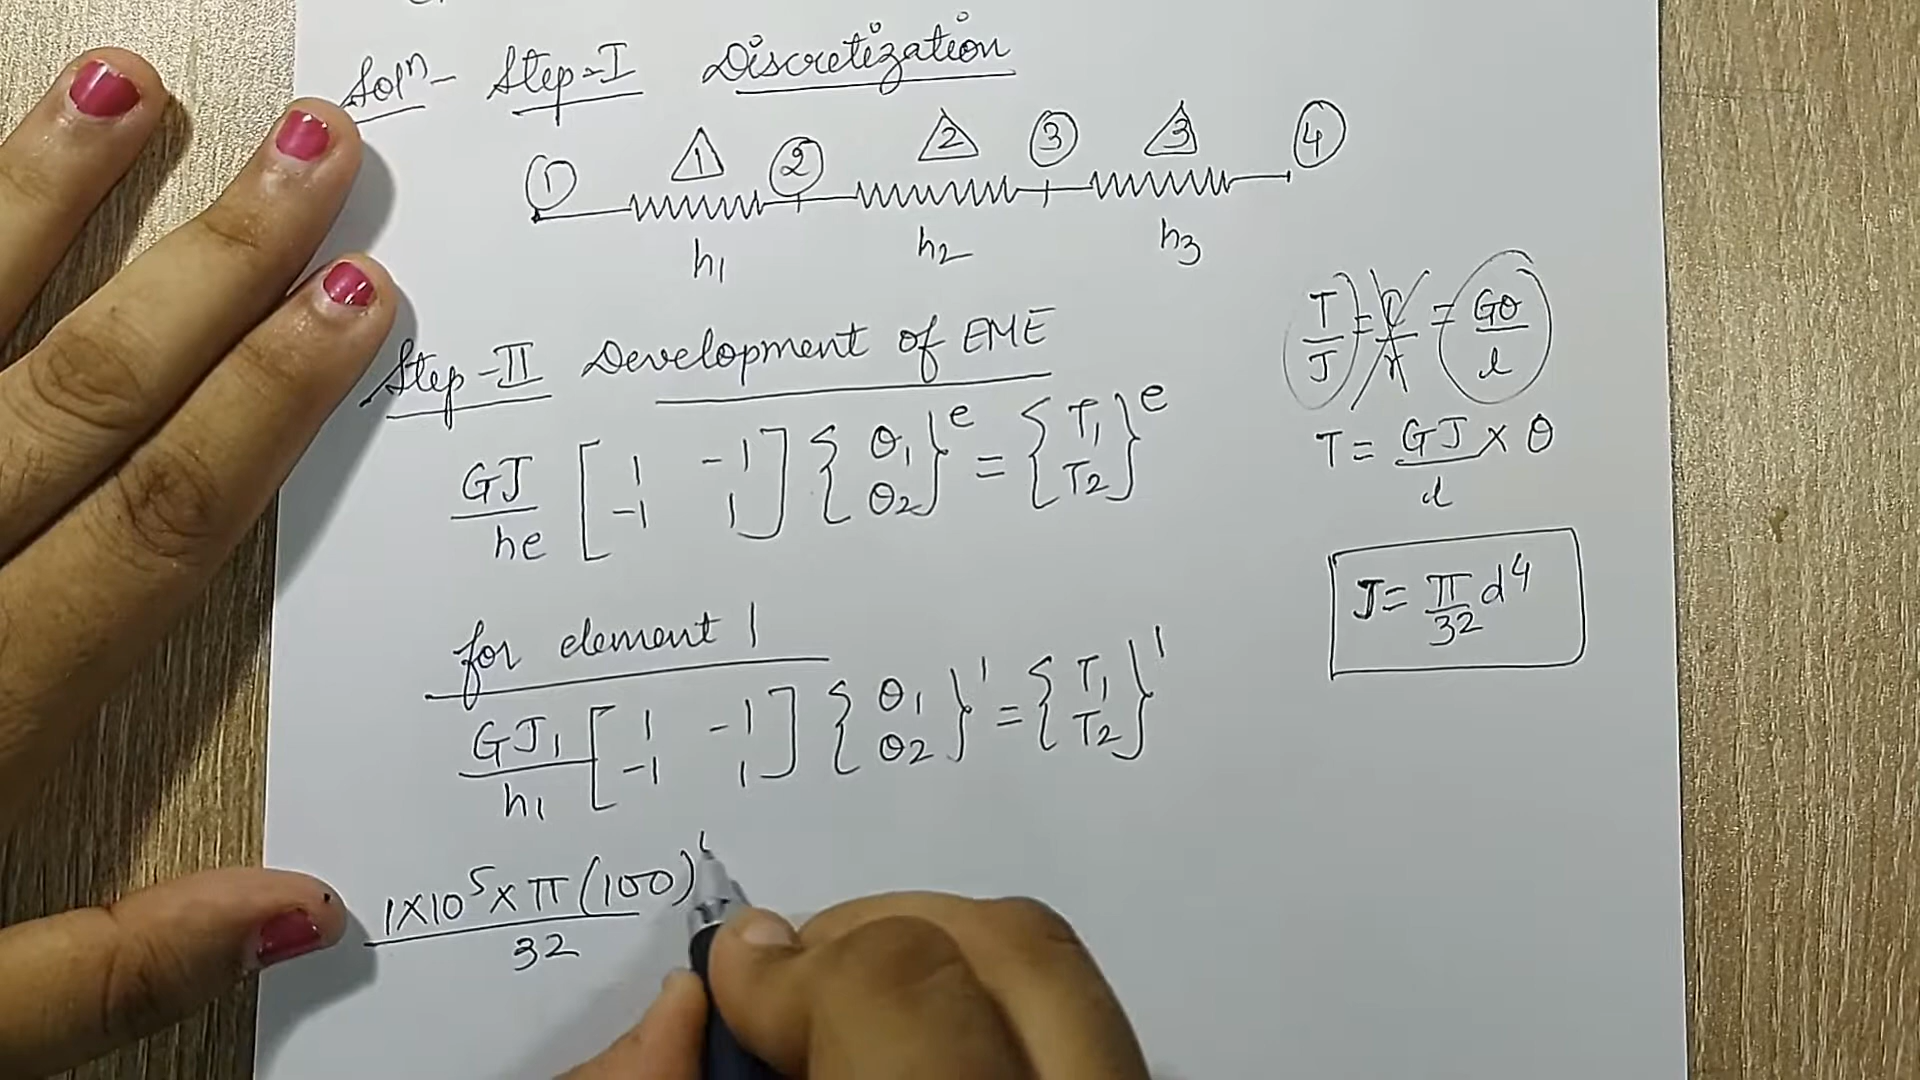 Solⁿ- Step-I Discretization
① △1 ② △2 ③ △3 ④
h₁ h₂ h₃
T/J = = Gθ/l
Step-II Development of EME
GJ/he [1 -1; -1 1] {θ₁; θ₂}ᵉ = {T₁; T₂}ᵉ
T = GJ/l × θ
J = π/32 d⁴
for element 1
GJ₁/h₁ [1 -1; -1 1] {θ₁; θ₂}¹ = {T₁; T₂}¹
1×10⁵×π(100)
32